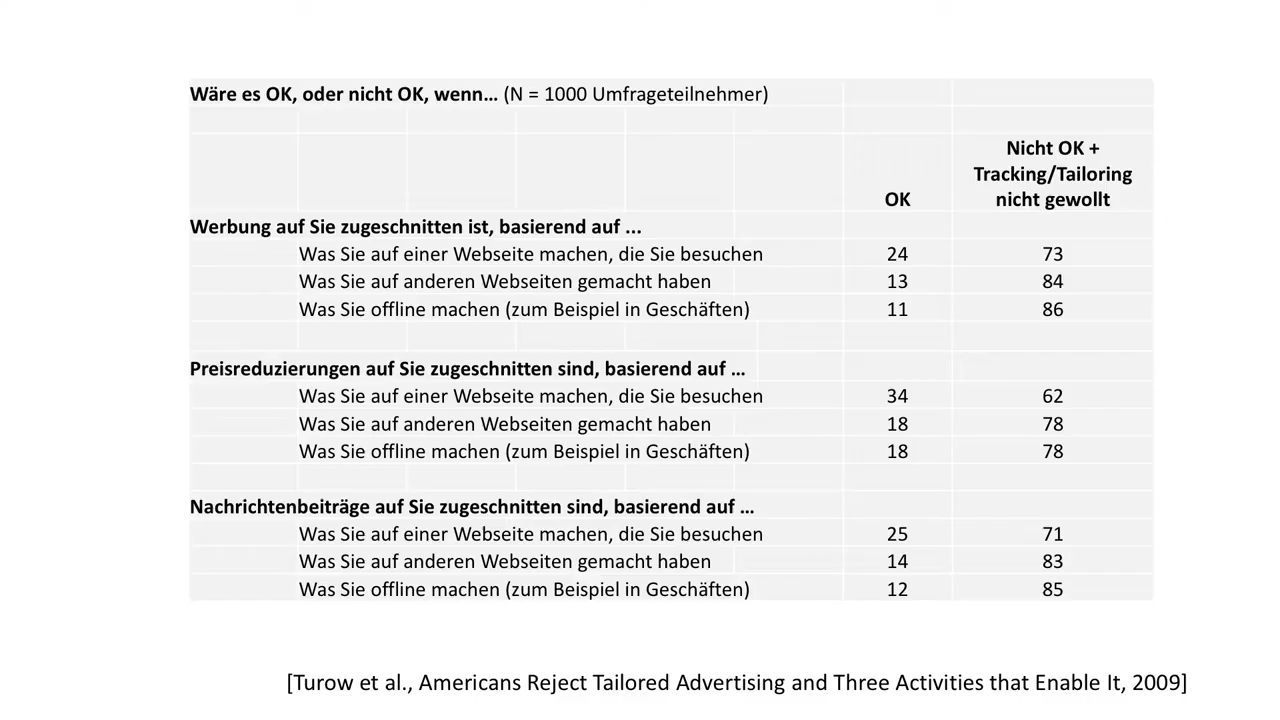 Wäre es OK, oder nicht OK, wenn… (N = 1000 Umfrageteilnehmer)
Nicht OK +
Tracking/Tailoring
OK nicht gewollt
Werbung auf Sie zugeschnitten ist, basierend auf ...
Was Sie auf einer Webseite machen, die Sie besuchen 24 73
Was Sie auf anderen Webseiten gemacht haben 13 84
Was Sie offline machen (zum Beispiel in Geschäften) 11 86
Preisreduzierungen auf Sie zugeschnitten sind, basierend auf …
Was Sie auf einer Webseite machen, die Sie besuchen 34 62
Was Sie auf anderen Webseiten gemacht haben 18 78
Was Sie offline machen (zum Beispiel in Geschäften) 18 78
Nachrichtenbeiträge auf Sie zugeschnitten sind, basierend auf …
Was Sie auf einer Webseite machen, die Sie besuchen 25 71
Was Sie auf anderen Webseiten gemacht haben 14 83
Was Sie offline machen (zum Beispiel in Geschäften) 12 85
[Turow et al., Americans Reject Tailored Advertising and Three Activities that Enable It, 2009]